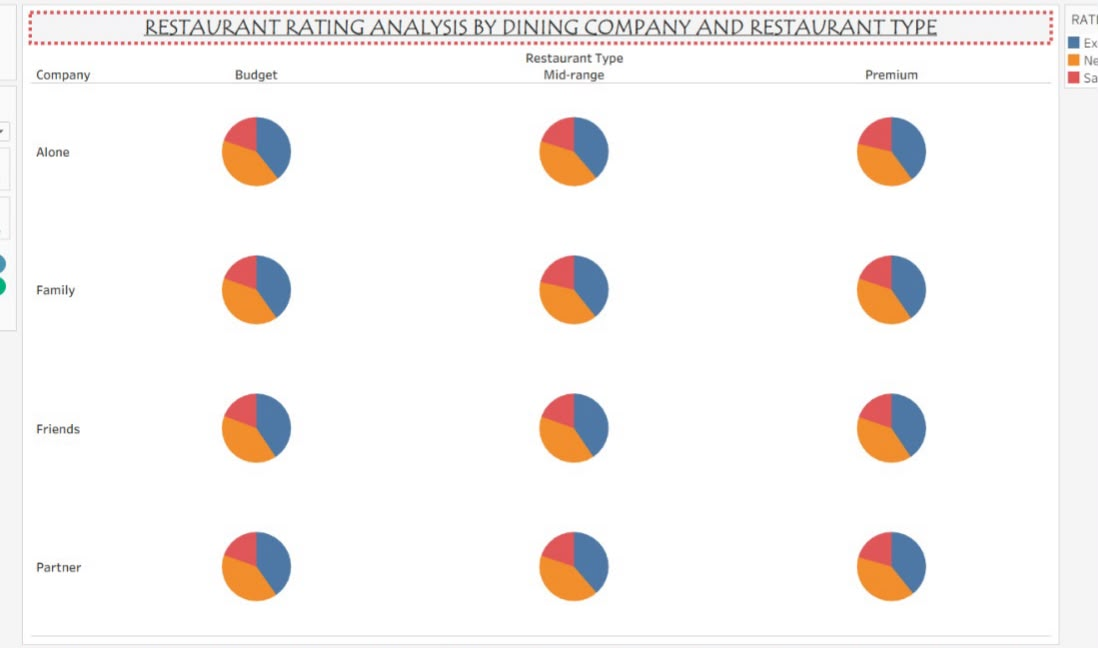 RESTAURANT RATING ANALYSIS BY DINING COMPANY AND RESTAURANT TYPE
Restaurant Type
Company Budget Mid-range Premium
Alone
Family
Friends
Partner